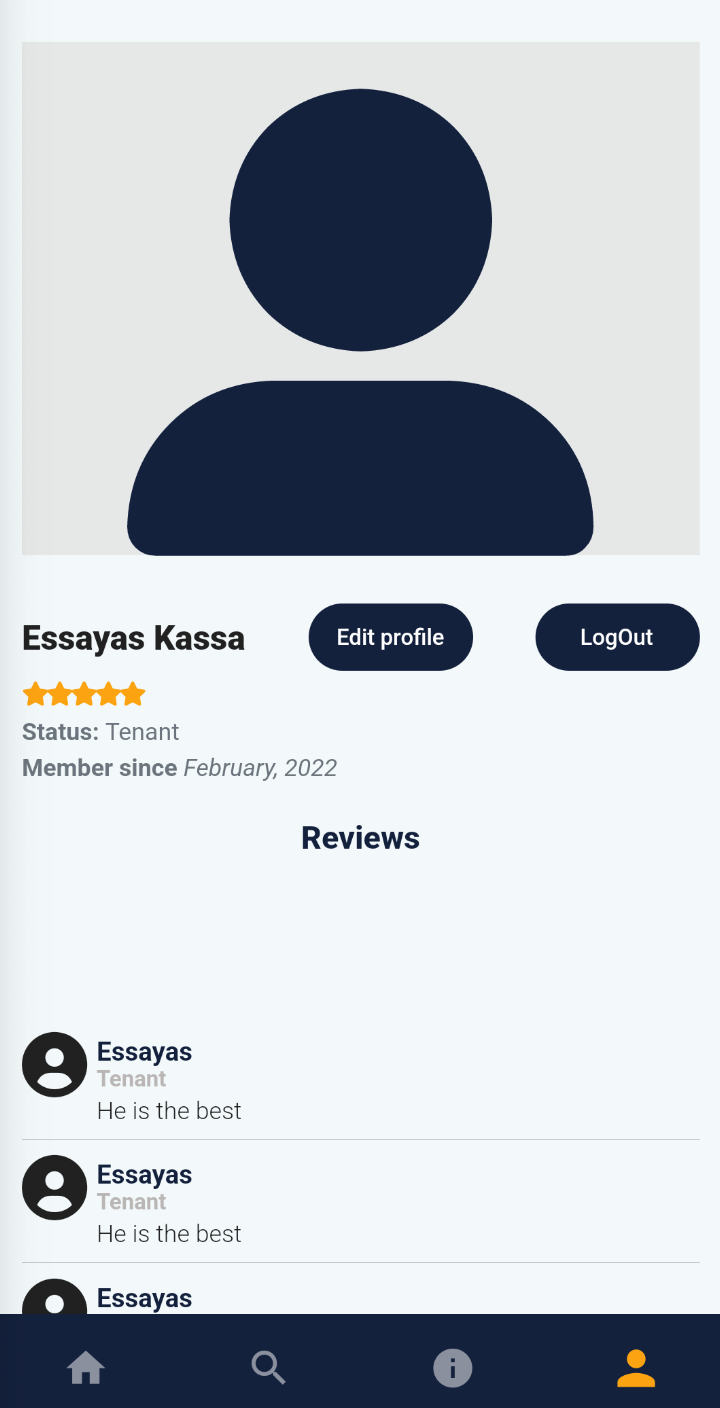 Essayas Kassa
Edit profile
LogOut
Status: Tenant
Member since February, 2022
Reviews
Essayas
Tenant
He is the best
Essayas
Tenant
He is the best
Essayas